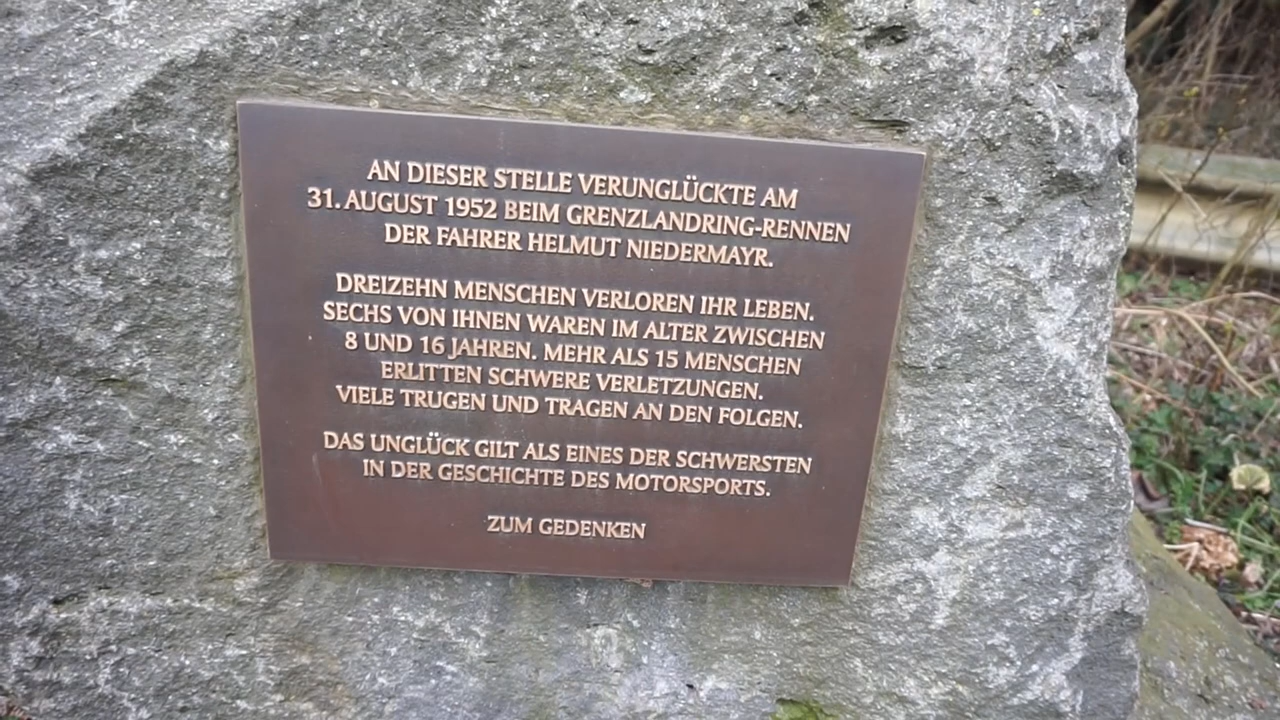 AN DIESER STELLE VERUNGLÜCKTE AM
31. AUGUST 1952 BEIM GRENZLANDRING-RENNEN
DER FAHRER HELMUT NIEDERMAYR.
DREIZEHN MENSCHEN VERLOREN IHR LEBEN.
SECHS VON IHNEN WAREN IM ALTER ZWISCHEN
8 UND 16 JAHREN. MEHR ALS 15 MENSCHEN
ERLITTEN SCHWERE VERLETZUNGEN.
VIELE TRUGEN UND TRAGEN AN DEN FOLGEN.
DAS UNGLÜCK GILT ALS EINES DER SCHWERSTEN
IN DER GESCHICHTE DES MOTORSPORTS.
ZUM GEDENKEN